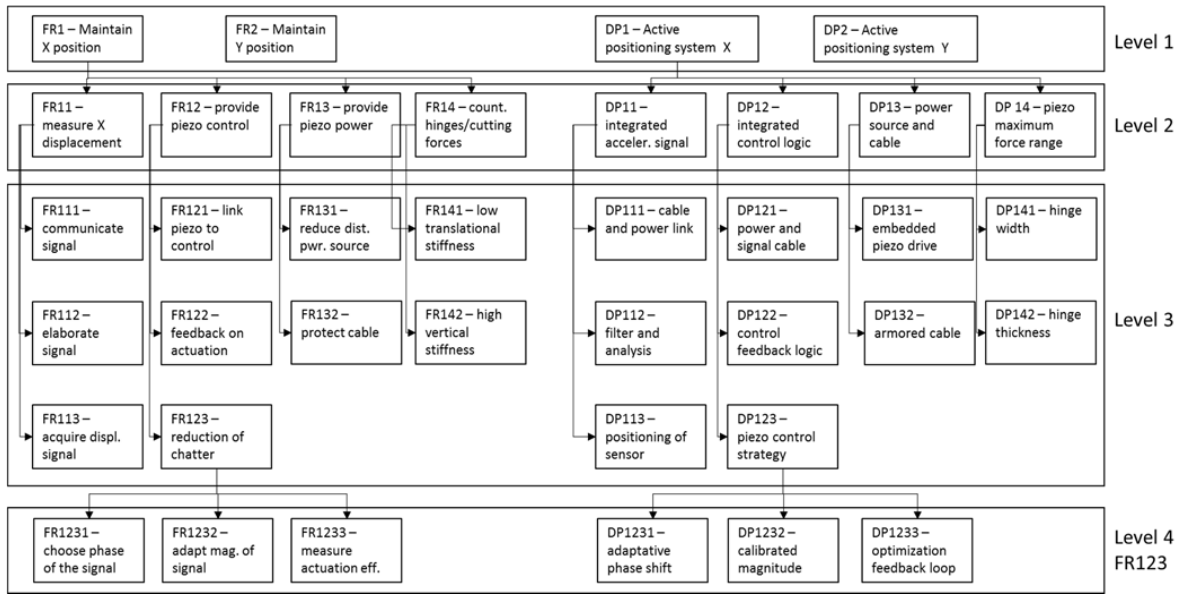 FR1 – Maintain
X position
FR2 – Maintain
Y position
DP1 – Active
positioning system X
DP2 – Active
positioning system Y
Level 1
FR11 –
measure X
displacement
FR12 – provide
piezo control
FR13 – provide
piezo power
FR14 – count.
hinges/cutting
forces
DP11 –
integrated
acceler. signal
DP12 –
integrated
control logic
DP13 – power
source and
cable
DP 14 – piezo
maximum
force range
Level 2
FR111 –
communicate
signal
FR121 – link
piezo to
control
FR131 –
reduce dist.
pwr. source
FR141 – low
translational
stiffness
DP111 – cable
and power link
DP121 –
power and
signal cable
DP131 –
embedded
piezo drive
DP141 – hinge
width
FR112 –
elaborate
signal
FR122 –
feedback on
actuation
FR132 –
protect cable
FR142 – high
vertical
stiffness
DP112 –
filter and
analysis
DP122 –
control
feedback logic
DP132 –
armored cable
DP142 – hinge
thickness
Level 3
FR113 –
acquire displ.
signal
FR123 –
reduction of
chatter
DP113 –
positioning of
sensor
DP123 –
piezo control
strategy
FR1231 –
choose phase
of the signal
FR1232 –
adapt mag. of
signal
FR1233 –
measure
actuation eff.
DP1231 –
adaptative
phase shift
DP1232 –
calibrated
magnitude
DP1233 –
optimization
feedback loop
Level 4
FR123